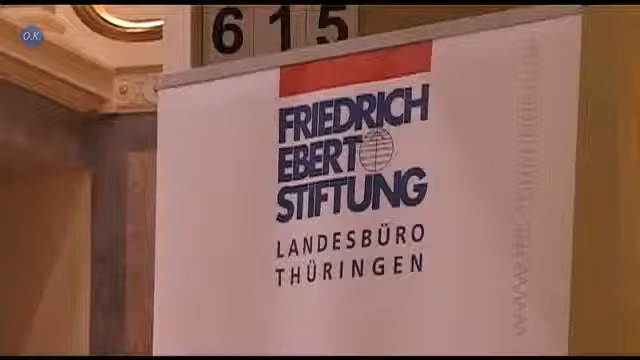 O.K
6 1 5
FRIEDRICH
EBERT
STIFTUNG
LANDESBÜRO
THÜRINGEN